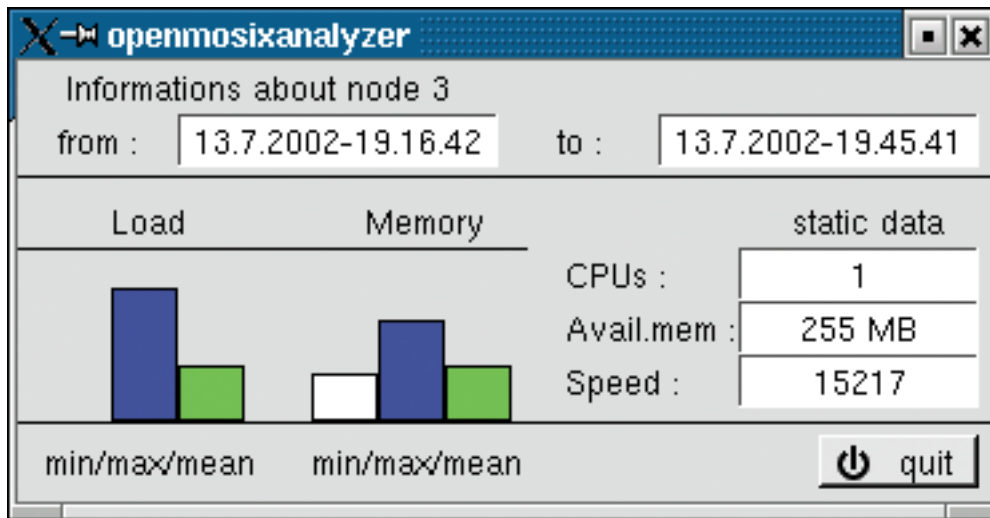 openmosixanalyzer
Informations about node 3
from : 13.7.2002-19.16.42 to : 13.7.2002-19.45.41
Load Memory static data
CPUs : 1
Avail.mem : 255 MB
Speed : 15217
min/max/mean min/max/mean quit